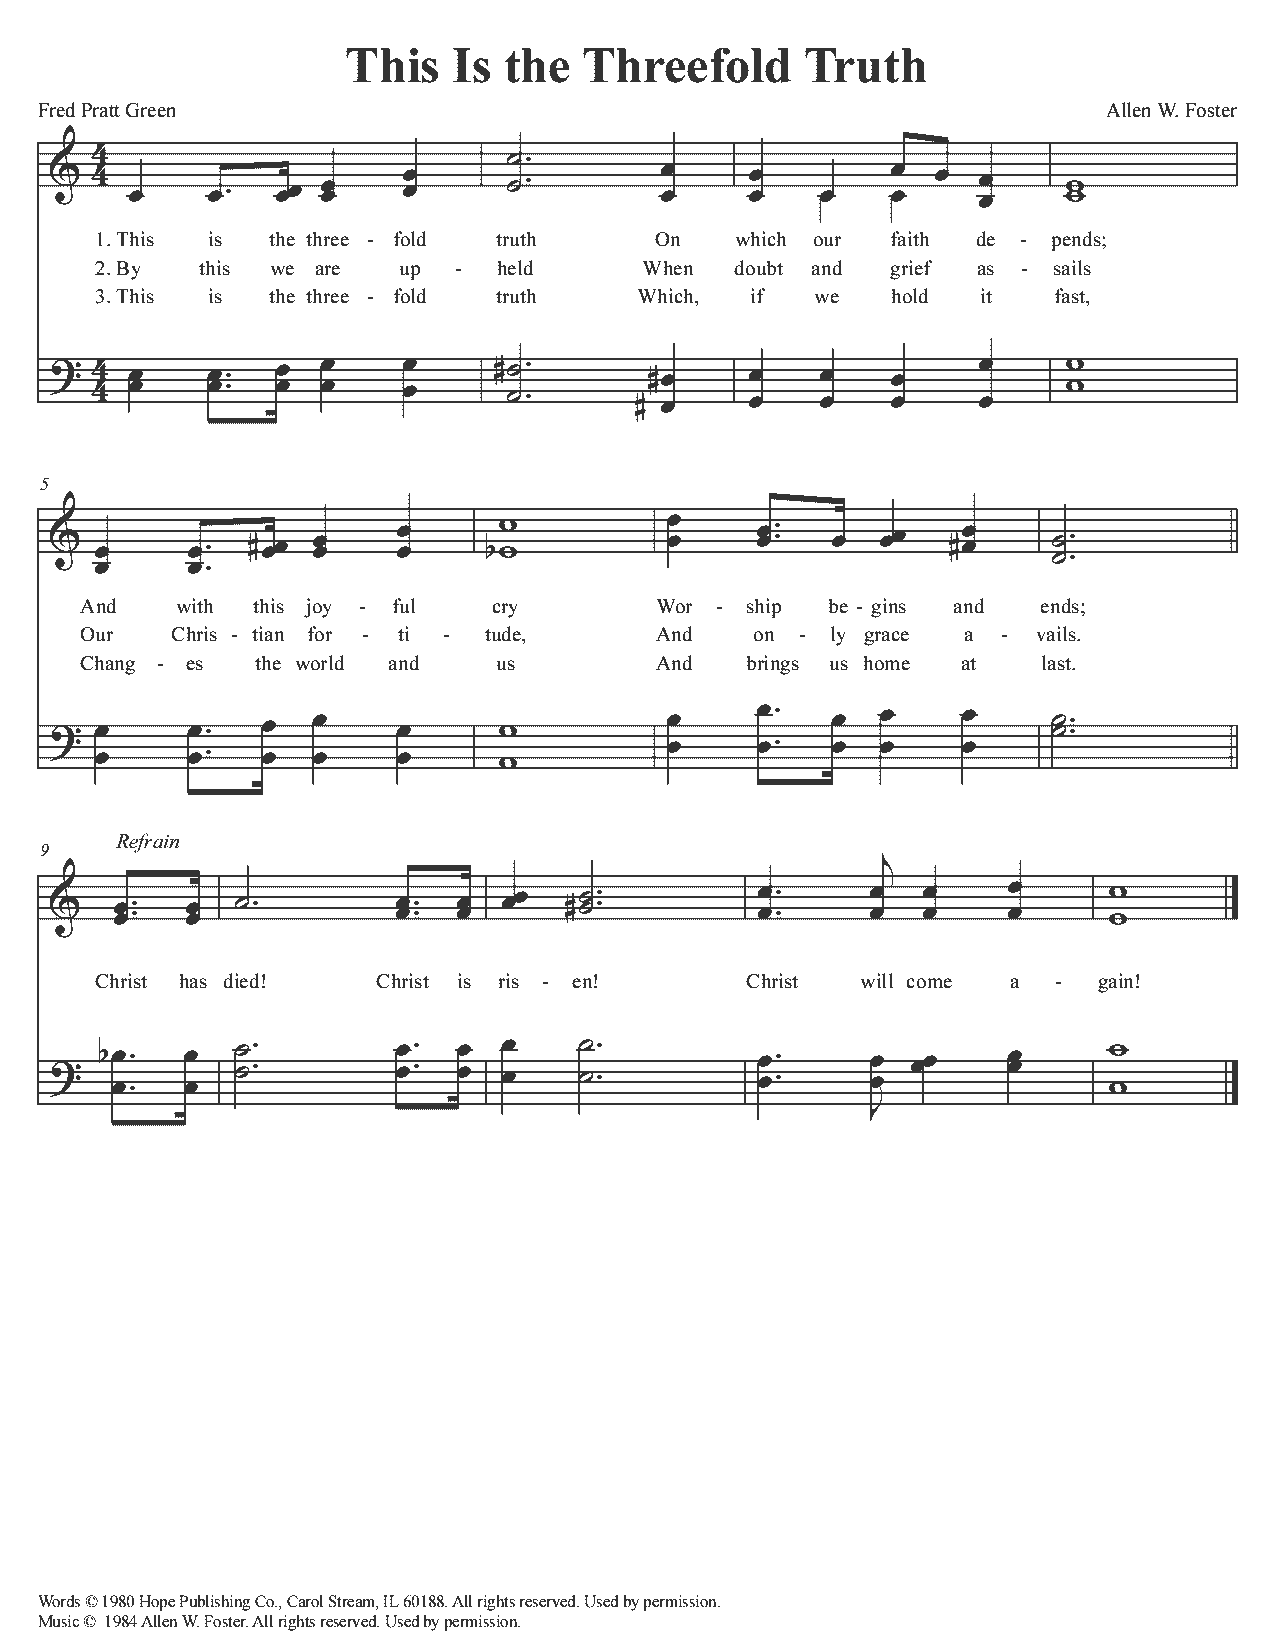 This Is the Threefold Truth
Fred Pratt Green Allen W. Foster
1. This is the three - fold truth On which our faith de - pends;
2. By this we are up - held When doubt and grief as - sails
3. This is the three - fold truth Which, if we hold it fast,
5
And with this joy - ful cry Wor - ship be - gins and ends;
Our Chris - tian for - ti - tude, And on - ly grace a - vails.
Chang - es the world and us And brings us home at last.
9 Refrain
Christ has died! Christ is ris - en! Christ will come a - gain!
Words © 1980 Hope Publishing Co., Carol Stream, IL 60188. All rights reserved. Used by permission.
Music © 1984 Allen W. Foster. All rights reserved. Used by permission.